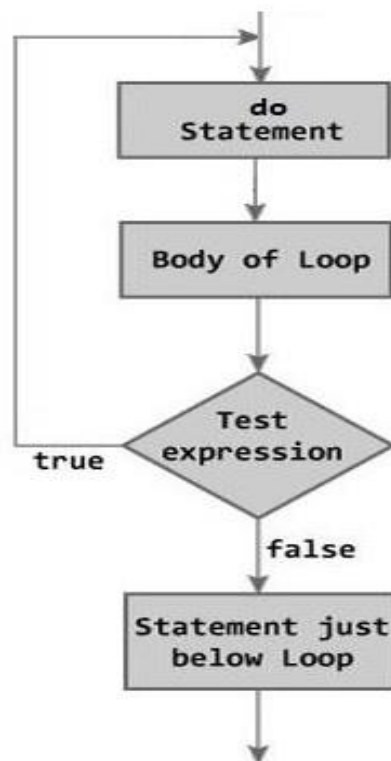 do
Statement
Body of Loop
Test
expression
true
false
Statement just
below Loop